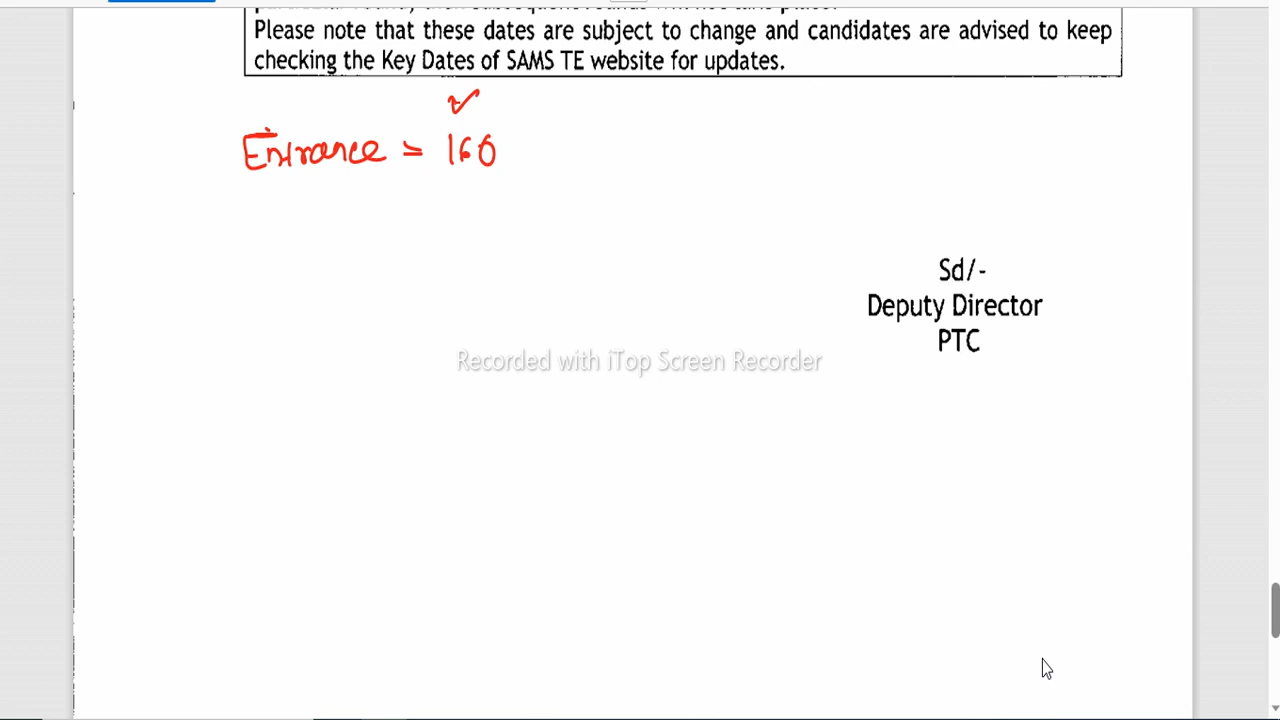 Please note that these dates are subject to change and candidates are advised to keep
checking the Key Dates of SAMS TE website for updates.
Entrance = 160
Sd/-
Deputy Director
PTC
Recorded with iTop Screen Recorder